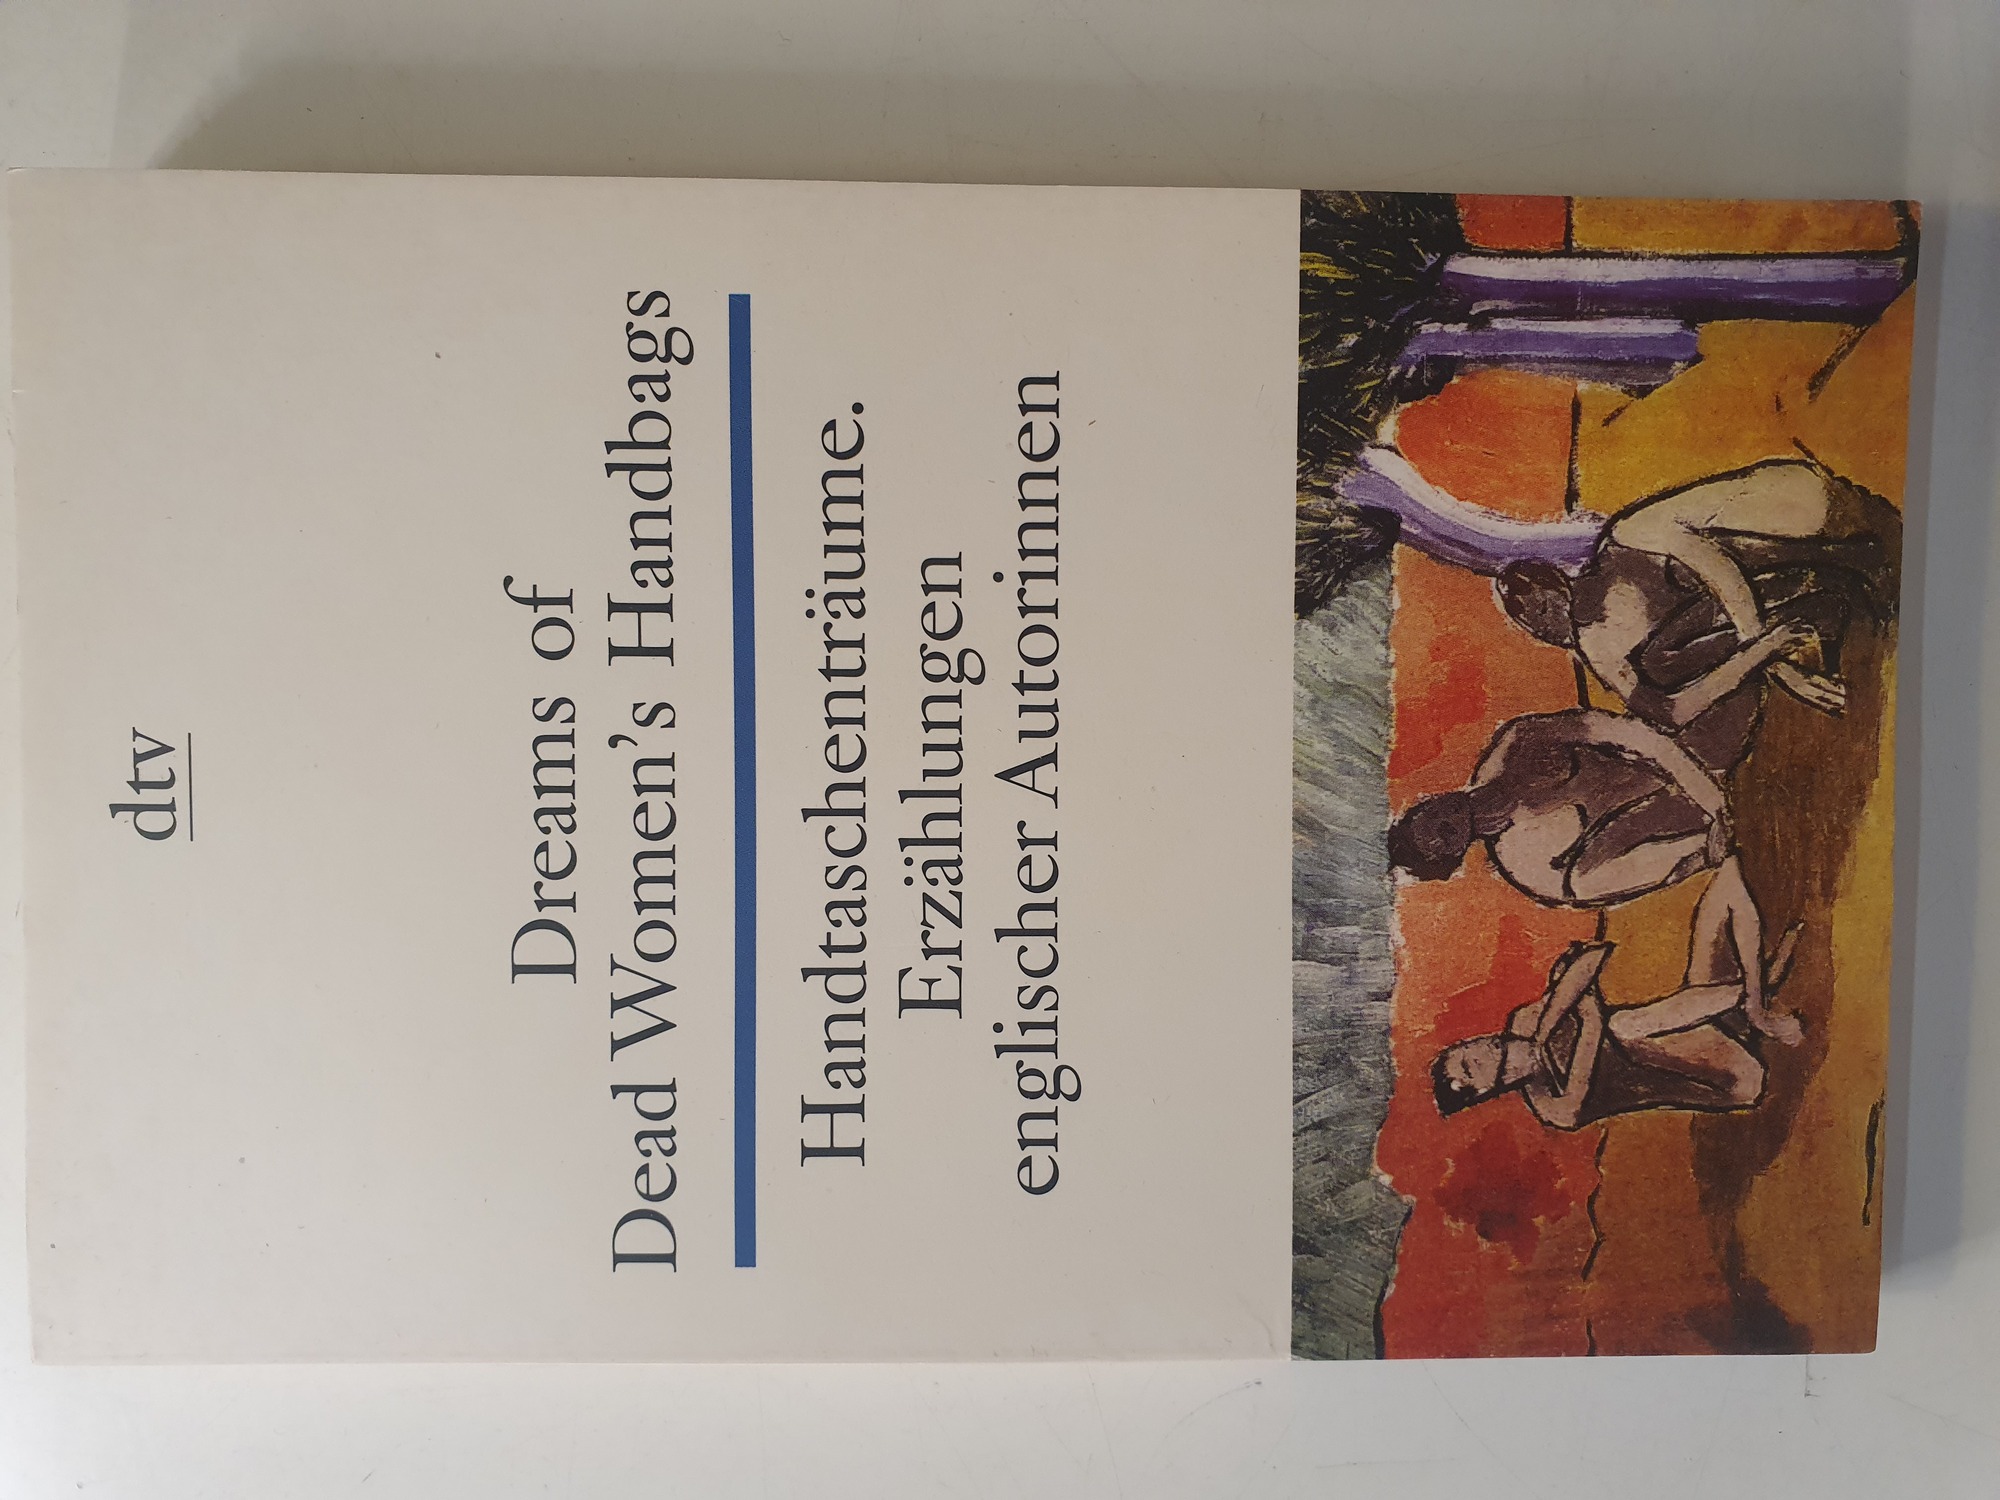 dtv
Dreams of
Dead Women's Handbags
Handtaschenträume.
Erzählungen
englischer Autorinnen